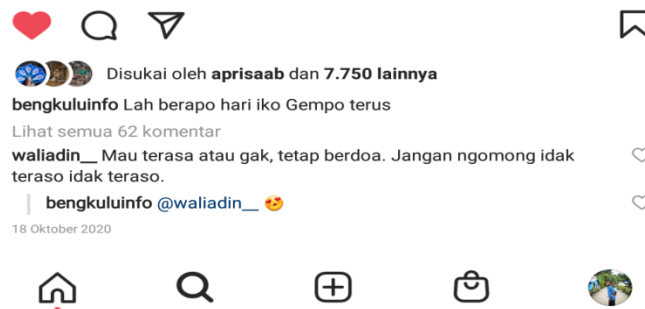 Disukai oleh aprisaab dan 7.750 lainnya
bengkuluinfo Lah berapo hari iko Gempo terus
Lihat semua 62 komentar
waliadin__ Mau terasa atau gak, tetap berdoa. Jangan ngomong idak
teraso idak teraso.
bengkuluinfo @waliadin__ 😍
18 Oktober 2020